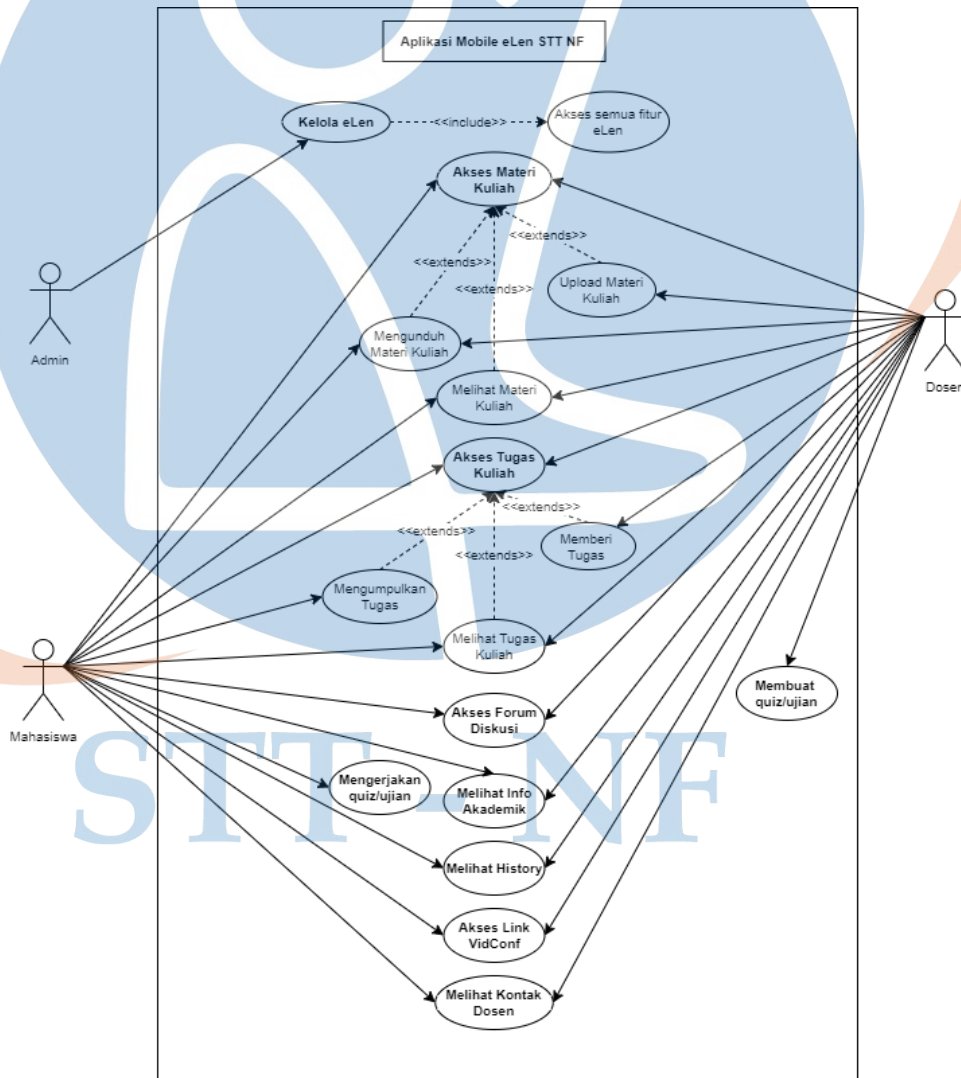 Aplikasi Mobile eLen STT NF
Kelola eLen
<<include>>
Akses semua fitur
eLen
Akses Materi
Kuliah
<<extends>>
<<extends>>
<<extends>>
Upload Materi
Kuliah
Admin
Mengunduh
Materi Kuliah
Dosen
Melihat Materi
Kuliah
Akses Tugas
Kuliah
<<extends>>
<<extends>>
<<extends>>
Memberi
Tugas
Mengumpulkan
Tugas
Melihat Tugas
Kuliah
Mahasiswa
Membuat
quiz/ujian
Akses Forum
Diskusi
STT - NF
Mengerjakan
quiz/ujian
Melihat Info
Akademik
Melihat History
Akses Link
VidConf
Melihat Kontak
Dosen